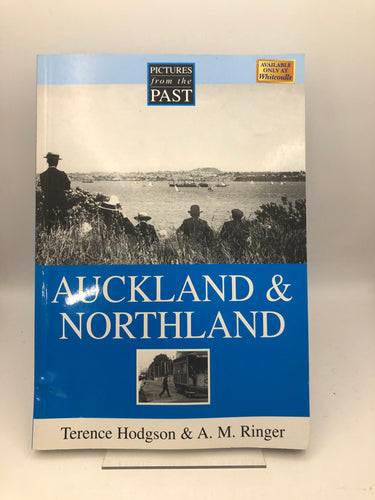 PICTURES
from the
PAST
AVAILABLE
ONLY AT
Whitcoulls
AUCKLAND &
NORTHLAND
Terence Hodgson & A. M. Ringer